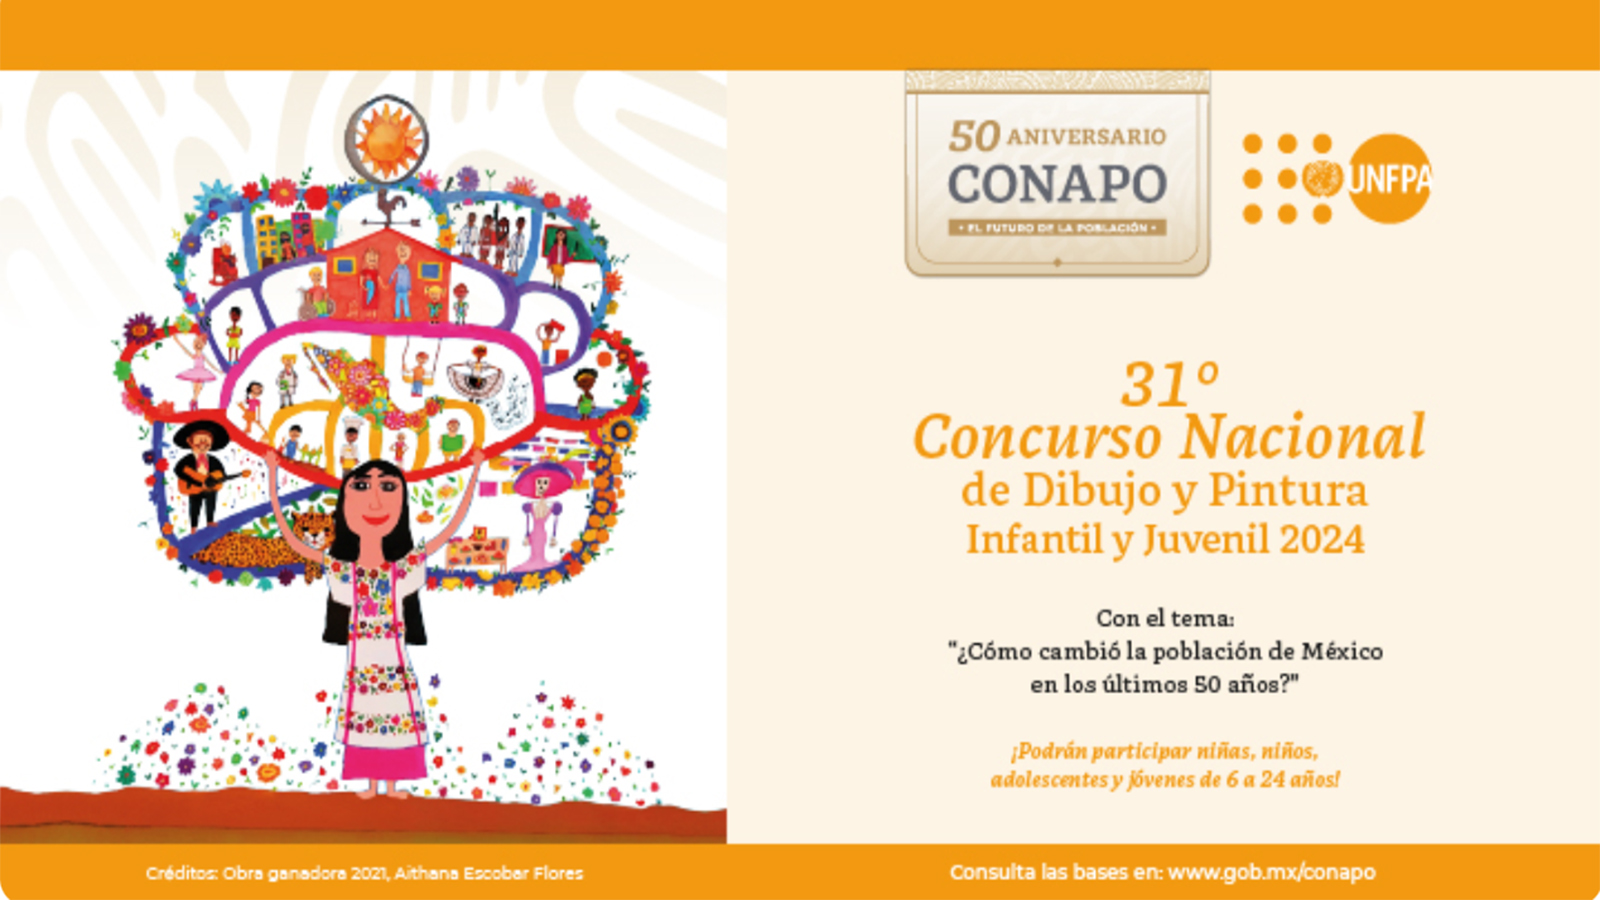 50 ANIVERSARIO
CONAPO
• EL FUTURO DE LA POBLACIÓN •
UNFPA
31º
Concurso Nacional
de Dibujo y Pintura
Infantil y Juvenil 2024
Con el tema:
"¿Cómo cambió la población de México
en los últimos 50 años?"
¡Podrán participar niñas, niños,
adolescentes y jóvenes de 6 a 24 años!
Créditos: Obra ganadora 2021, Aithana Escobar Flores
Consulta las bases en: www.gob.mx/conapo